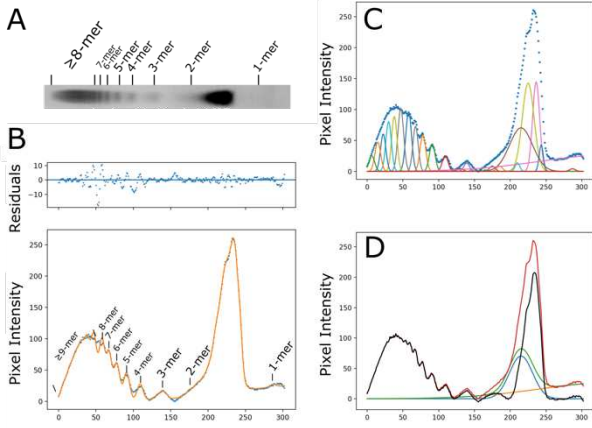 A
≥8-mer
7-mer
6-mer
5-mer
4-mer
3-mer
2-mer
1-mer
B
Residuals
10
0
−10
Pixel Intensity
250
200
150
100
50
0
≥9-mer
8-mer
7-mer
6-mer
5-mer
4-mer
3-mer
2-mer
1-mer
0 50 100 150 200 250 300
C
Pixel Intensity
250
200
150
100
50
0
0 50 100 150 200 250 300
D
Pixel Intensity
250
200
150
100
50
0
0 50 100 150 200 250 300